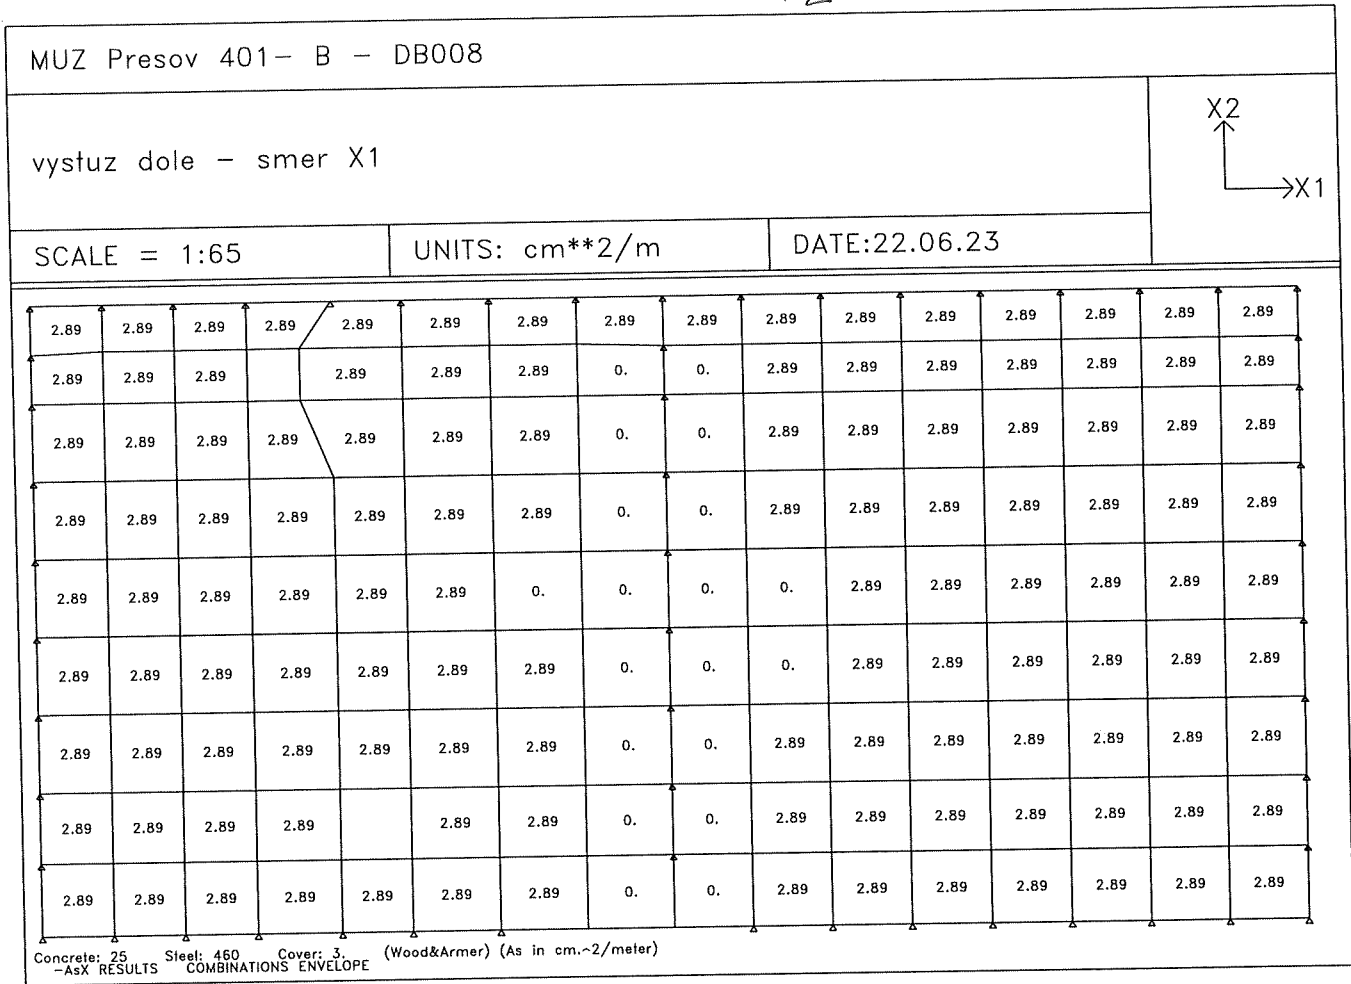 MUZ Presov 401- B - DB008
X2
vystuz dole - smer X1
X1
SCALE = 1:65 UNITS: cm**2/m DATE:22.06.23
2.89 2.89 2.89 2.89 2.89 2.89 2.89 2.89 2.89 2.89 2.89 2.89 2.89 2.89 2.89 2.89
2.89 2.89 2.89 2.89 2.89 2.89 0. 0. 2.89 2.89 2.89 2.89 2.89 2.89 2.89
2.89 2.89 2.89 2.89 2.89 2.89 2.89 0. 0. 2.89 2.89 2.89 2.89 2.89 2.89 2.89
2.89 2.89 2.89 2.89 2.89 2.89 2.89 0. 0. 2.89 2.89 2.89 2.89 2.89 2.89 2.89
2.89 2.89 2.89 2.89 2.89 2.89 0. 0. 0. 0. 2.89 2.89 2.89 2.89 2.89 2.89
2.89 2.89 2.89 2.89 2.89 2.89 2.89 0. 0. 0. 2.89 2.89 2.89 2.89 2.89 2.89
2.89 2.89 2.89 2.89 2.89 2.89 2.89 0. 0. 2.89 2.89 2.89 2.89 2.89 2.89 2.89
2.89 2.89 2.89 2.89 2.89 2.89 0. 0. 2.89 2.89 2.89 2.89 2.89 2.89 2.89
2.89 2.89 2.89 2.89 2.89 2.89 2.89 0. 0. 2.89 2.89 2.89 2.89 2.89 2.89 2.89
Concrete: 25 Steel: 460 Cover: 3. (Wood&Armer) (As in cm.~2/meter)
-AsX RESULTS COMBINATIONS ENVELOPE